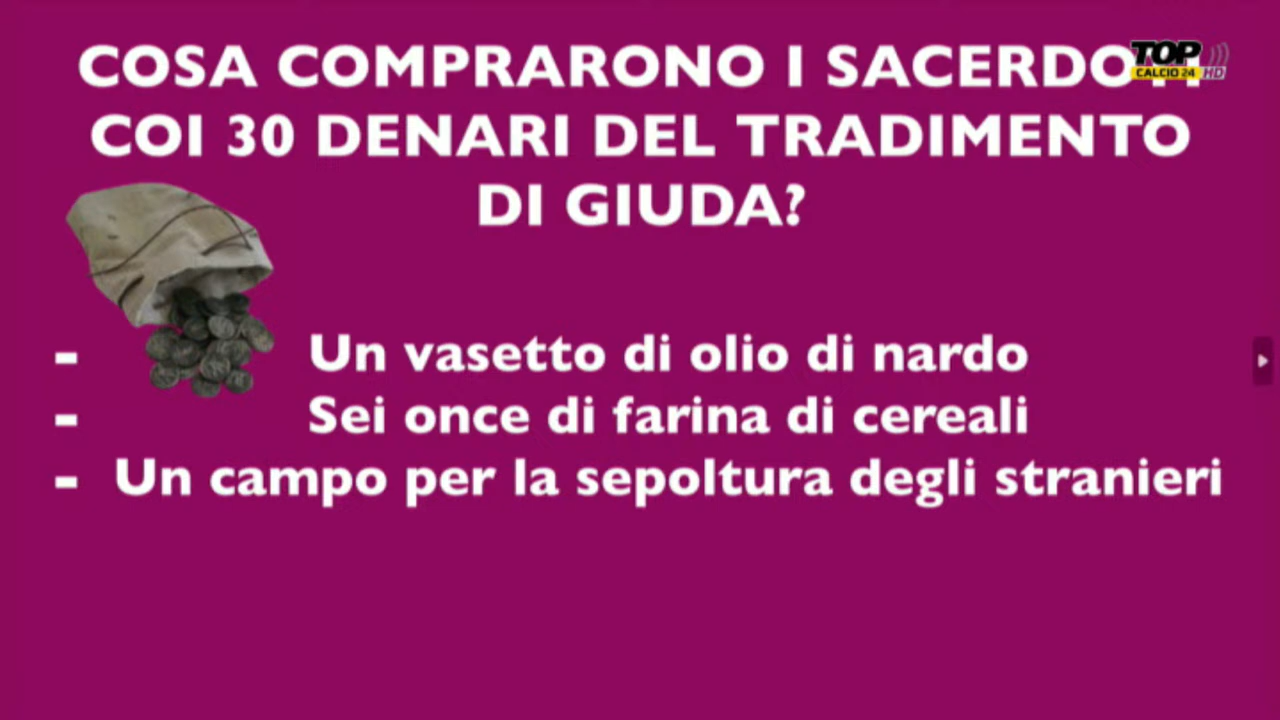 COSA COMPRARONO I SACERDOTI
COI 30 DENARI DEL TRADIMENTO
DI GIUDA?
- Un vasetto di olio di nardo
- Sei once di farina di cereali
- Un campo per la sepoltura degli stranieri
TOP
CALCIO 24 HD